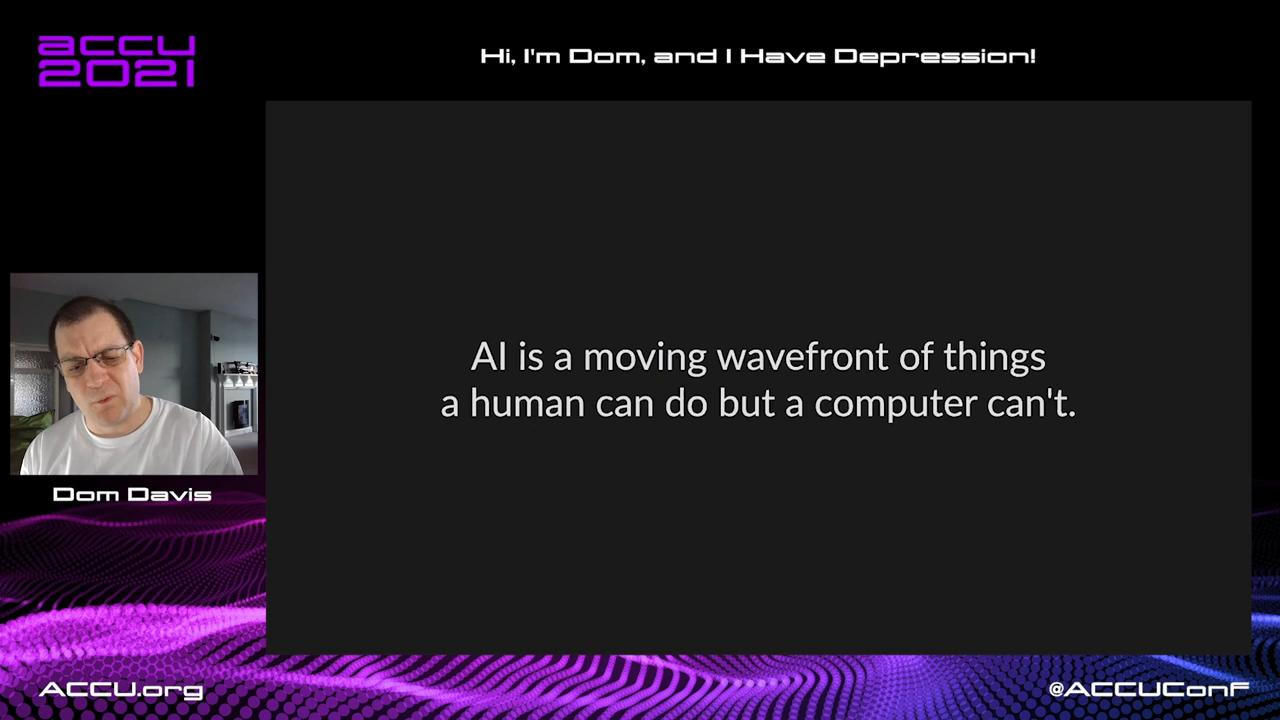 accu
2021
Hi, I'm Dom, and I Have Depression!
AI is a moving wavefront of things
a human can do but a computer can't.
Dom Davis
ACCU.org
@ACCUConf